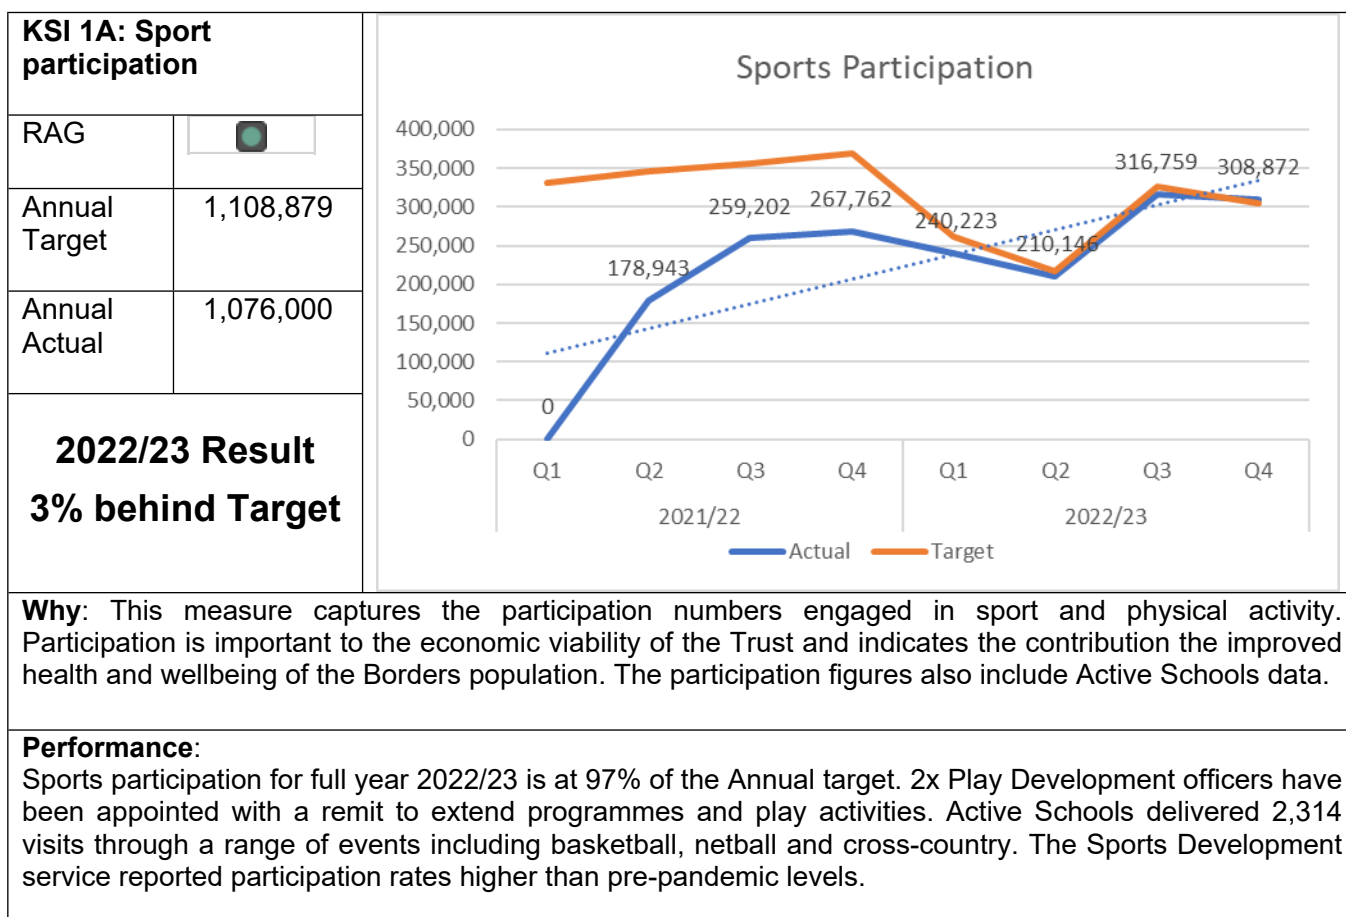 KSI 1A: Sport
participation
RAG
Annual
Target
1,108,879
Annual
Actual
1,076,000
2022/23 Result
3% behind Target
Sports Participation
400,000
350,000
300,000
250,000
200,000
150,000
100,000
50,000
0
0
178,943
259,202
267,762
240,223
210,146
316,759
308,872
Q1 Q2 Q3 Q4 Q1 Q2 Q3 Q4
2021/22 2022/23
Actual Target
Why: This measure captures the participation numbers engaged in sport and physical activity.
Participation is important to the economic viability of the Trust and indicates the contribution the improved
health and wellbeing of the Borders population. The participation figures also include Active Schools data.
Performance:
Sports participation for full year 2022/23 is at 97% of the Annual target. 2x Play Development officers have
been appointed with a remit to extend programmes and play activities. Active Schools delivered 2,314
visits through a range of events including basketball, netball and cross-country. The Sports Development
service reported participation rates higher than pre-pandemic levels.